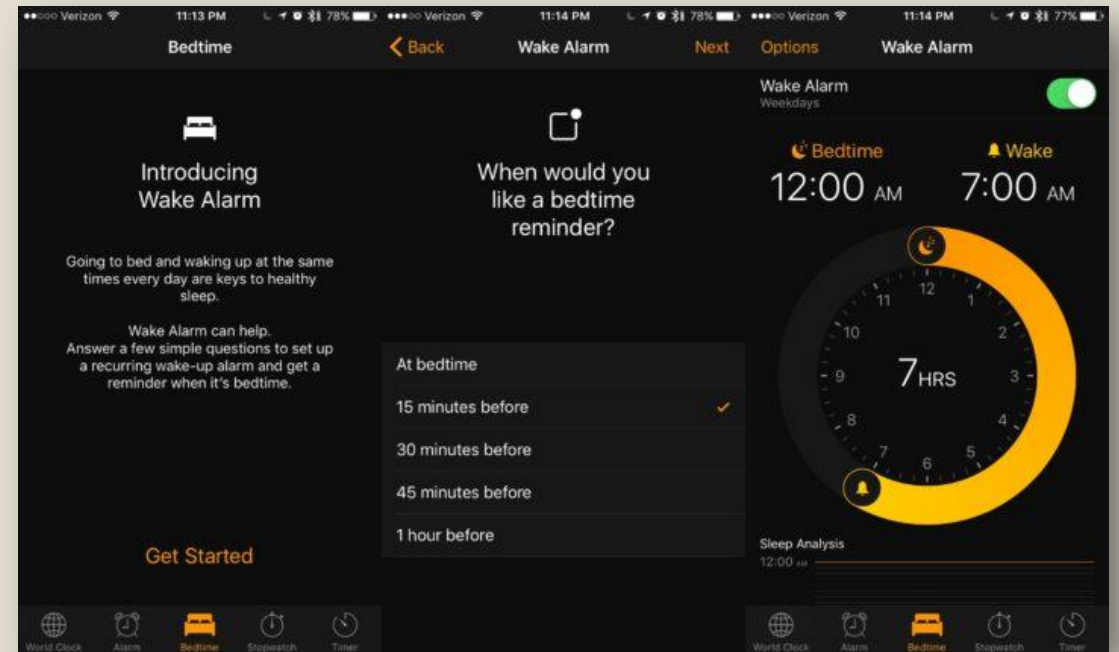 Verizon 11:13 PM 78%
Bedtime
Introducing
Wake Alarm
Going to bed and waking up at the same
times every day are keys to healthy
sleep.
Wake Alarm can help.
Answer a few simple questions to set up
a recurring wake-up alarm and get a
reminder when it's bedtime.
Get Started
World Clock Alarm Bedtime Stopwatch Timer
Verizon 11:14 PM 78%
Back Wake Alarm Next
When would you
like a bedtime
reminder?
At bedtime
15 minutes before
30 minutes before
45 minutes before
1 hour before
Verizon 11:14 PM 77%
Options Wake Alarm
Wake Alarm
Weekdays
Bedtime Wake
12:00 AM 7:00 AM
12
1
2
3
4
5
6
7
8
9
10
11
7 HRS
Sleep Analysis
12:00 AM
World Clock Alarm Bedtime Stopwatch Timer